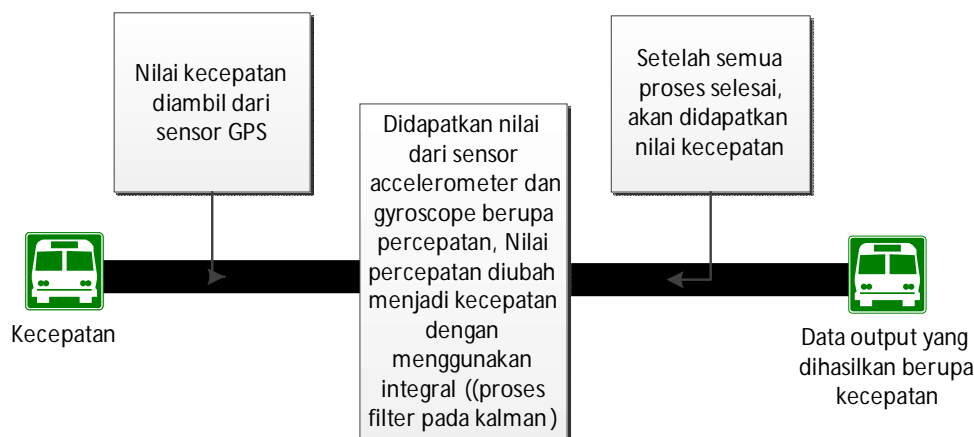 Nilai kecepatan
diambil dari
sensor GPS
Didapatkan nilai
dari sensor
accelerometer dan
gyroscope berupa
percepatan, Nilai
percepatan diubah
menjadi kecepatan
dengan
menggunakan
integral ((proses
filter pada kalman)
Setelah semua
proses selesai,
akan didapatkan
nilai kecepatan
Kecepatan
Data output yang
dihasilkan berupa
kecepatan